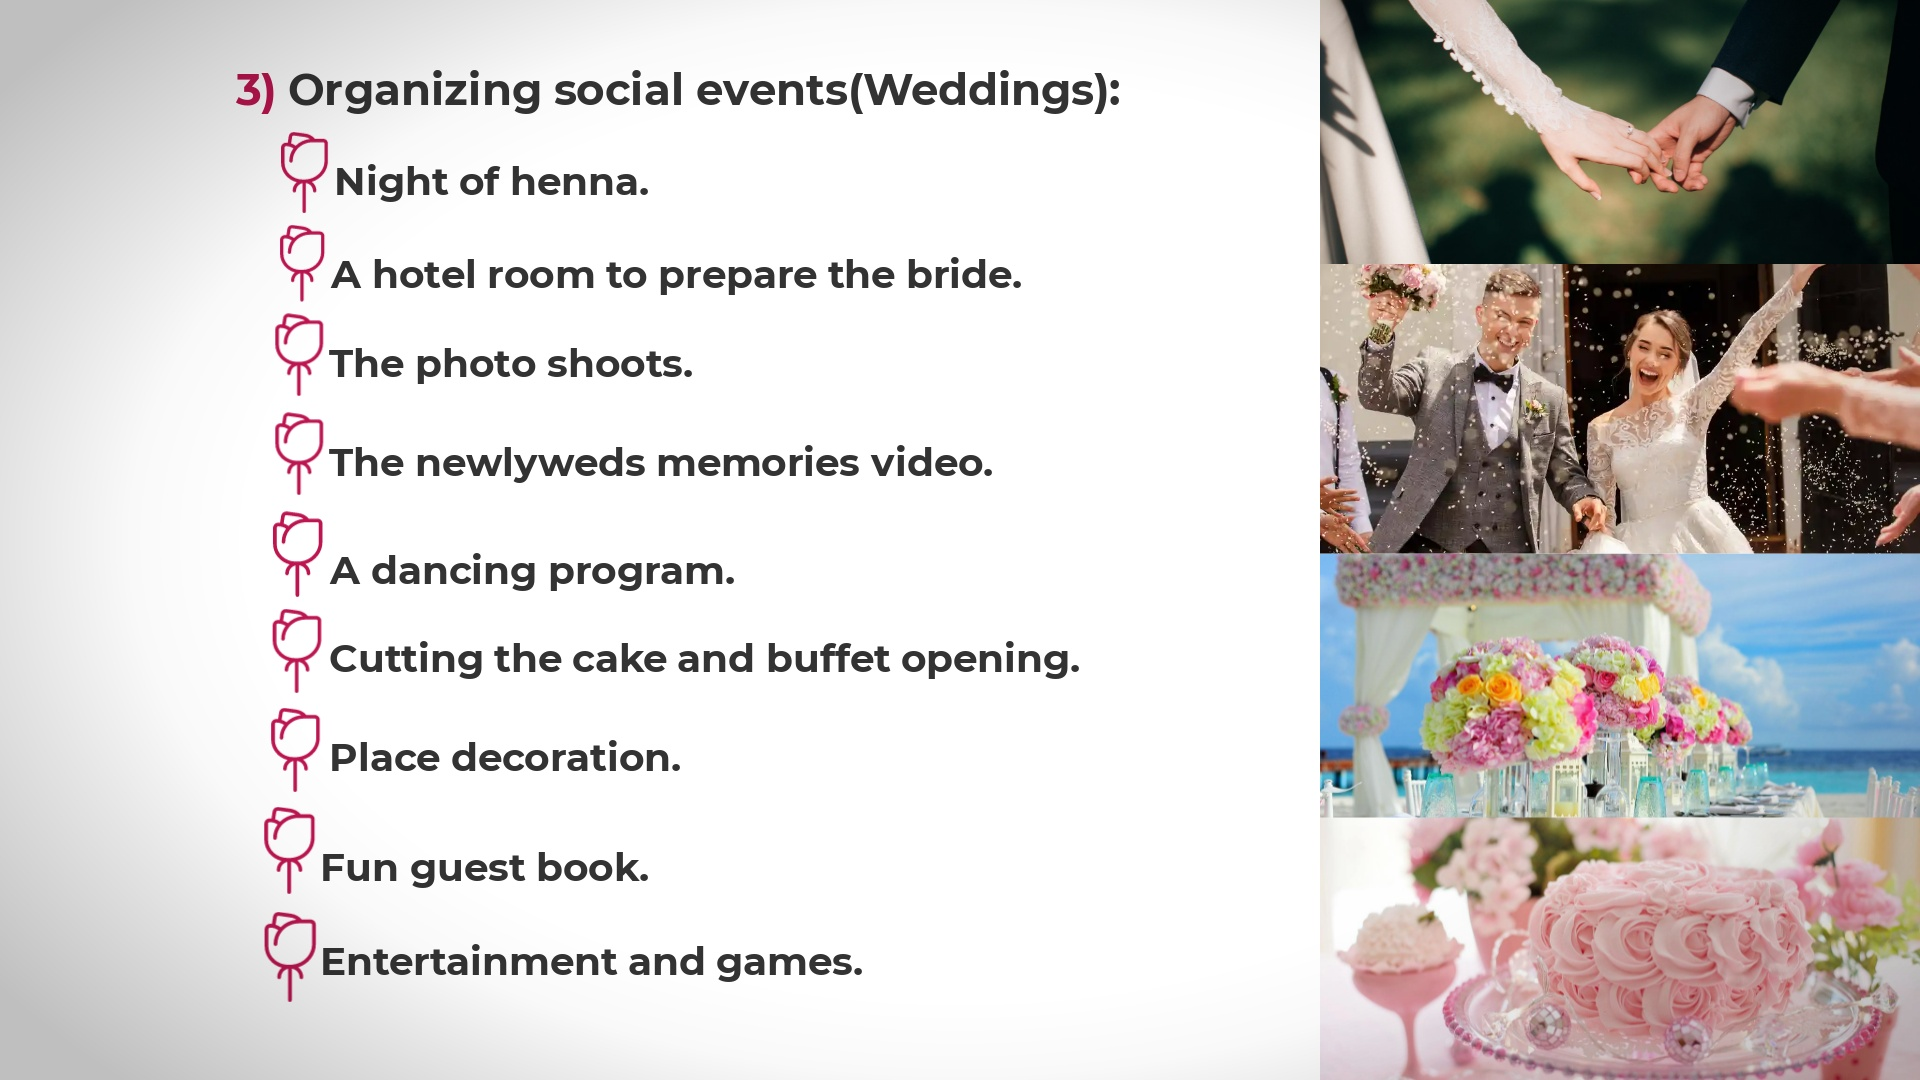 3) Organizing social events(Weddings):
Night of henna.
A hotel room to prepare the bride.
The photo shoots.
The newlyweds memories video.
A dancing program.
Cutting the cake and buffet opening.
Place decoration.
Fun guest book.
Entertainment and games.